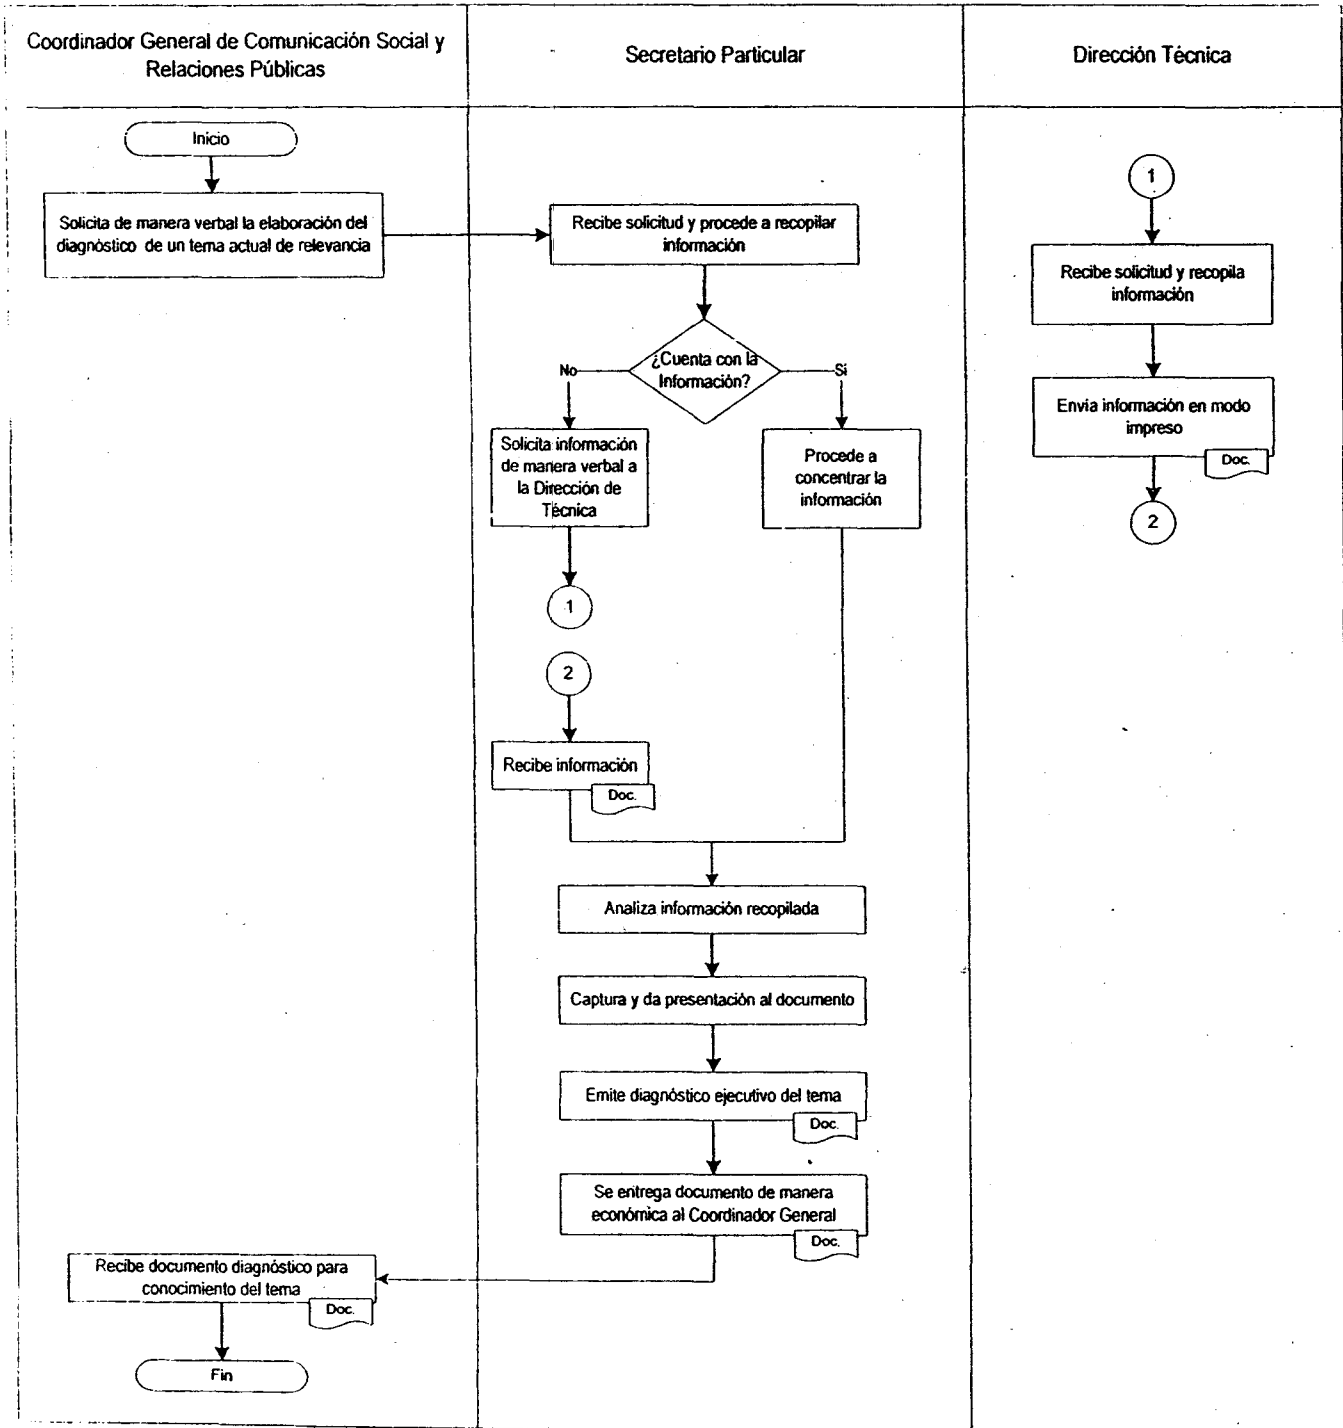 Coordinador General de Comunicación Social y
Relaciones Públicas
Secretario Particular
Dirección Técnica
Inicio
Solicita de manera verbal la elaboración del
diagnóstico de un tema actual de relevancia
Recibe solicitud y procede a recopilar
información
¿Cuenta con la
Información?
No
Si
Solicita información
de manera verbal a
la Dirección de
Técnica
Procede a
concentrar la
información
1
2
Recibe información
Doc.
Analiza información recopilada
Captura y da presentación al documento
Emite diagnóstico ejecutivo del tema
Doc.
Se entrega documento de manera
económica al Coordinador General
Doc.
1
Recibe solicitud y recopila
información
Envía información en modo
impreso
Doc.
2
Recibe documento diagnóstico para
conocimiento del tema
Doc.
Fin